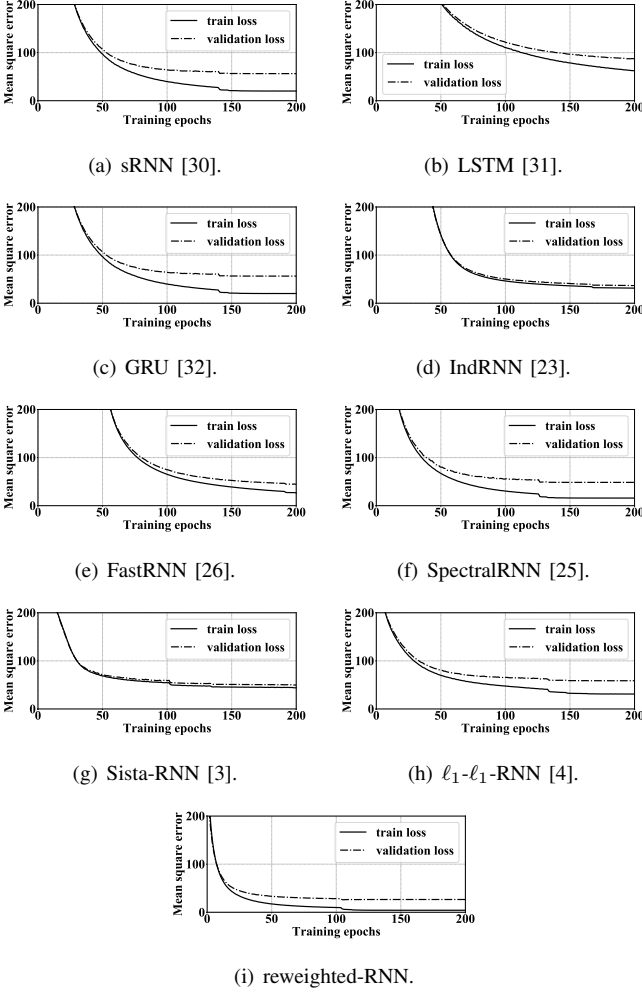 200
100
0
0 50 100 150 200
Mean square error
Training epochs
train loss
validation loss
(a) sRNN [30].
200
100
0
0 50 100 150 200
Mean square error
Training epochs
train loss
validation loss
(b) LSTM [31].
200
100
0
0 50 100 150 200
Mean square error
Training epochs
train loss
validation loss
(c) GRU [32].
200
100
0
0 50 100 150 200
Mean square error
Training epochs
train loss
validation loss
(d) IndRNN [23].
200
100
0
0 50 100 150 200
Mean square error
Training epochs
train loss
validation loss
(e) FastRNN [26].
200
100
0
0 50 100 150 200
Mean square error
Training epochs
train loss
validation loss
(f) SpectralRNN [25].
200
100
0
0 50 100 150 200
Mean square error
Training epochs
train loss
validation loss
(g) Sista-RNN [3].
200
100
0
0 50 100 150 200
Mean square error
Training epochs
train loss
validation loss
(h) ℓ₁-ℓ₁-RNN [4].
200
100
0
0 50 100 150 200
Mean square error
Training epochs
train loss
validation loss
(i) reweighted-RNN.